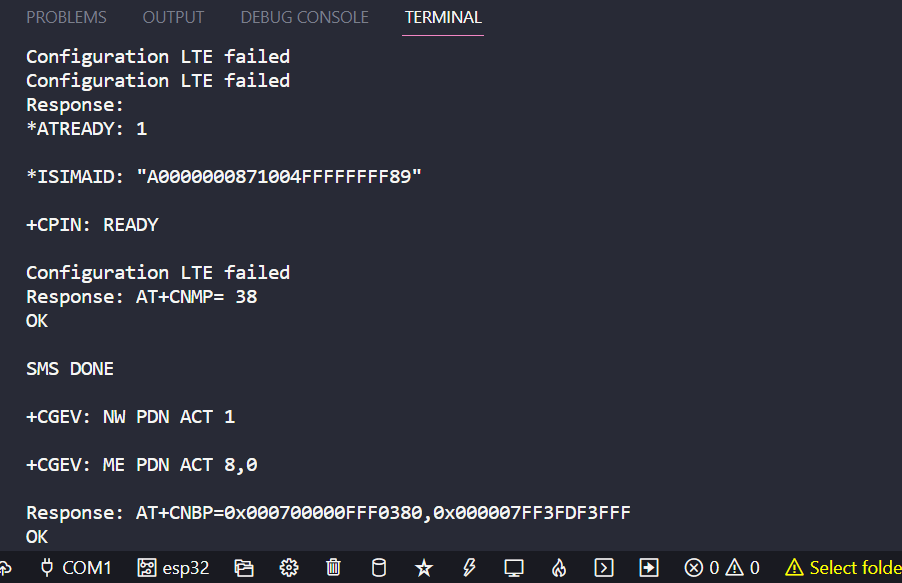 PROBLEMS OUTPUT DEBUG CONSOLE TERMINAL
Configuration LTE failed
Configuration LTE failed
Response:
*ATREADY: 1
*ISIMAID: "A0000000871004FFFFFFFF89"
+CPIN: READY
Configuration LTE failed
Response: AT+CNMP= 38
OK
SMS DONE
+CGEV: NW PDN ACT 1
+CGEV: ME PDN ACT 8,0
Response: AT+CNBP=0x000700000FFF0380,0x000007FF3FDF3FFF
OK
COM1 esp32 0 0 Select folde